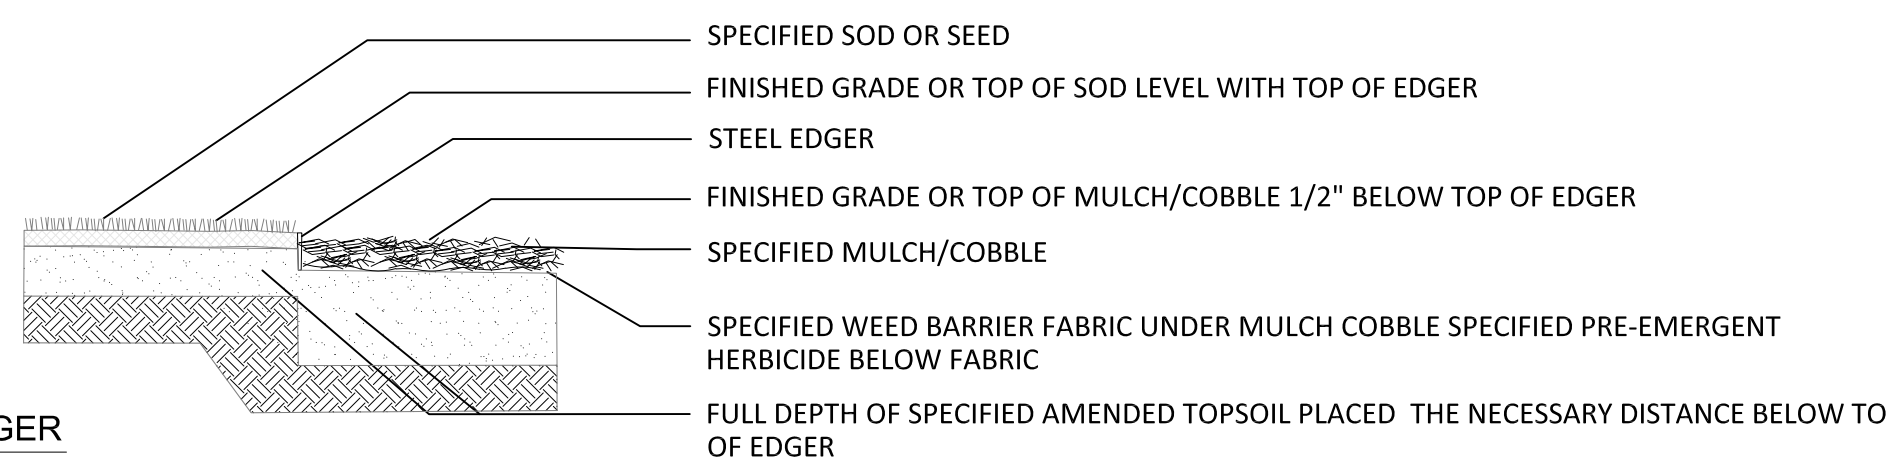 SPECIFIED SOD OR SEED
FINISHED GRADE OR TOP OF SOD LEVEL WITH TOP OF EDGER
STEEL EDGER
FINISHED GRADE OR TOP OF MULCH/COBBLE 1/2" BELOW TOP OF EDGER
SPECIFIED MULCH/COBBLE
SPECIFIED WEED BARRIER FABRIC UNDER MULCH COBBLE SPECIFIED PRE-EMERGENT
HERBICIDE BELOW FABRIC
FULL DEPTH OF SPECIFIED AMENDED TOPSOIL PLACED  THE NECESSARY DISTANCE BELOW TO
OF EDGER
GER